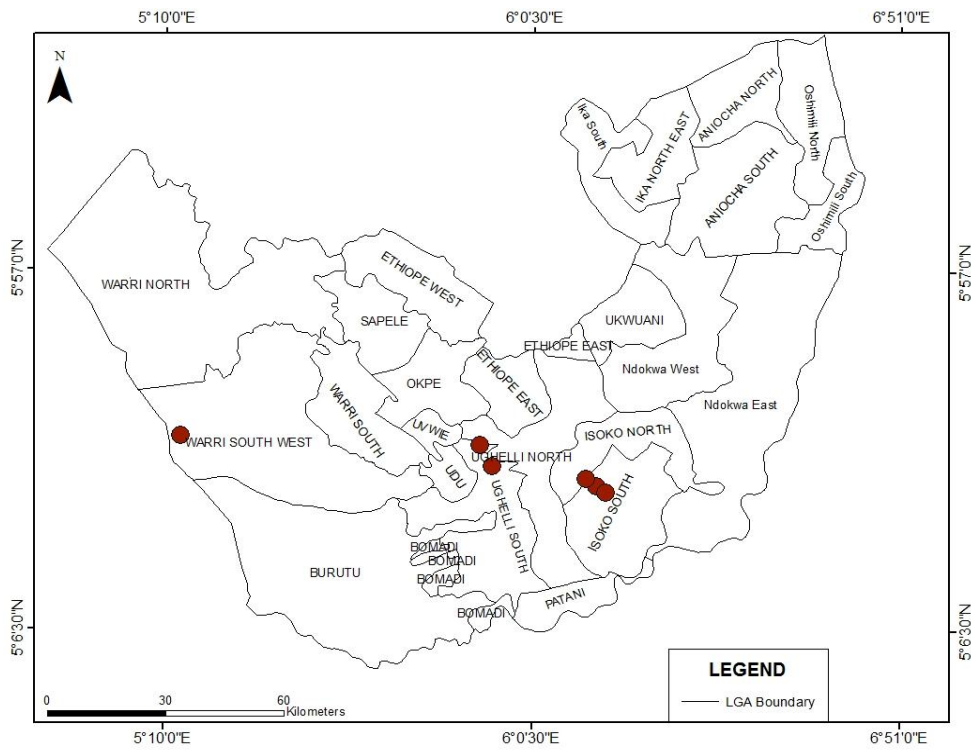 5°10'0"E
6°0'30"E
6°51'0"E
N
ANIOCHA NORTH
Oshimili North
Ika South
IKA NORTH EAST
ANIOCHA SOUTH
Oshimili South
5°57'0"N
5°57'0"N
WARRI NORTH
ETHIOPE WEST
SAPELE
UKWUANI
ETHIOPE EAST
ETHIOPE EAST
Ndokwa West
OKPE
WARRI SOUTH
Ndokwa East
UVWIE
ISOKO NORTH
WARRI SOUTH WEST
UGHELLI NORTH
UDU
UGHELLI SOUTH
ISOKO SOUTH
BOMADI
BOMADI
BURUTU
BOMADI
PATANI
BOMADI
5°6'30"N
5°6'30"N
LEGEND
LGA Boundary
0
30
60
Kilometers
5°10'0"E
6°0'30"E
6°51'0"E